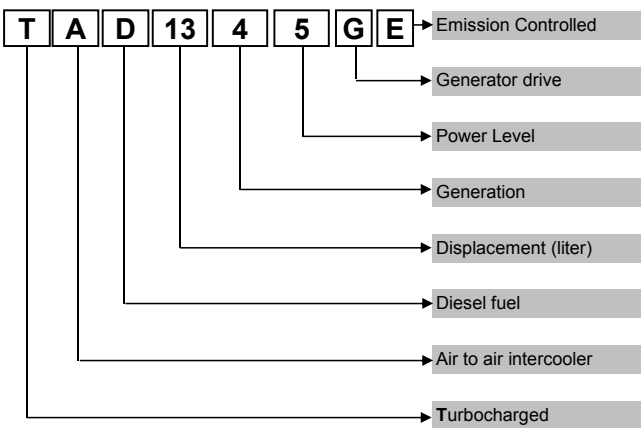 T A D 13 4 5 G E
Emission Controlled
Generator drive
Power Level
Generation
Displacement (liter)
Diesel fuel
Air to air intercooler
Turbocharged